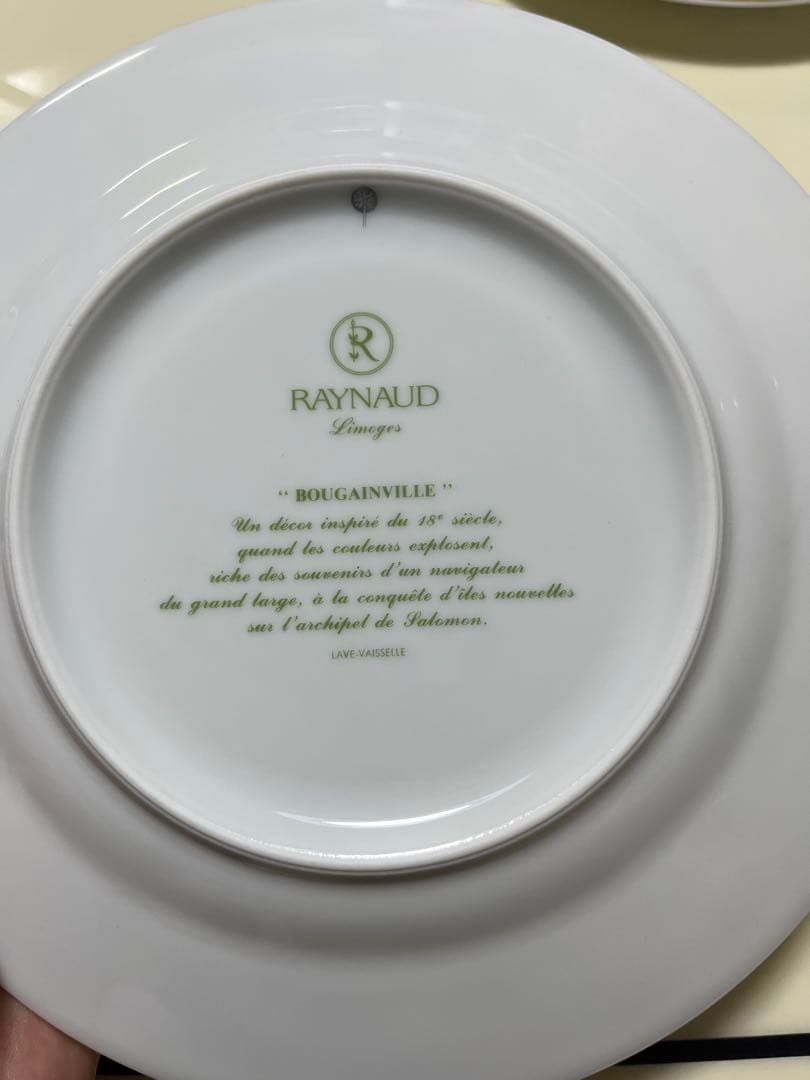 R
RAYNAUD
Limoges
“ BOUGAINVILLE ”
Un décor inspiré du 18e siècle,
quand les couleurs explosent,
riche des souvenirs d'un navigateur
du grand large, à la conquête d'îles nouvelles
sur l'archipel de Salomon.
LAVE-VAISSELLE